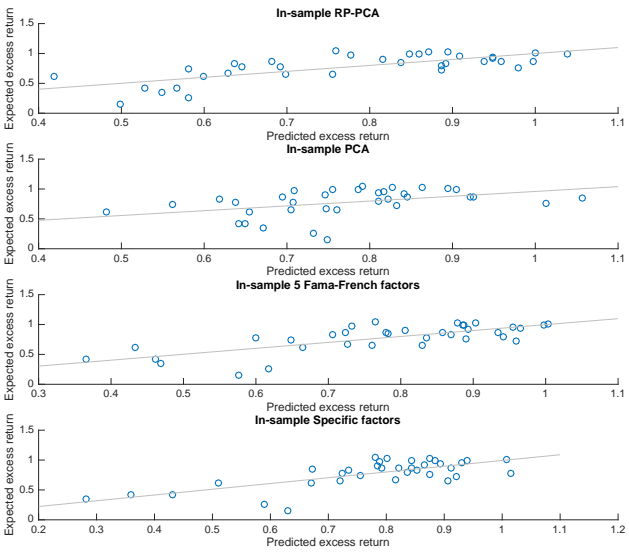 In-sample RP-PCA
Expected excess return
1.5
1
0.5
0
0.4 0.5 0.6 0.7 0.8 0.9 1 1.1
Predicted excess return
In-sample PCA
Expected excess return
1.5
1
0.5
0
0.4 0.5 0.6 0.7 0.8 0.9 1 1.1
Predicted excess return
In-sample 5 Fama-French factors
Expected excess return
1.5
1
0.5
0
0.3 0.4 0.5 0.6 0.7 0.8 0.9 1 1.1
Predicted excess return
In-sample Specific factors
Expected excess return
1.5
1
0.5
0
0.2 0.3 0.4 0.5 0.6 0.7 0.8 0.9 1 1.1 1.2
Predicted excess return